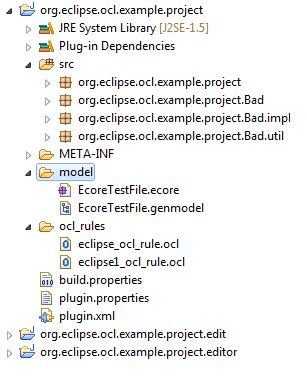 org.eclipse.ocl.example.project
JRE System Library [J2SE-1.5]
Plug-in Dependencies
src
org.eclipse.ocl.example.project
org.eclipse.ocl.example.project.Bad
org.eclipse.ocl.example.project.Bad.impl
org.eclipse.ocl.example.project.Bad.util
META-INF
model
EcoreTestFile.ecore
EcoreTestFile.genmodel
ocl_rules
eclipse_ocl_rule.ocl
eclipse1_ocl_rule.ocl
build.properties
plugin.properties
plugin.xml
org.eclipse.ocl.example.project.edit
org.eclipse.ocl.example.project.editor